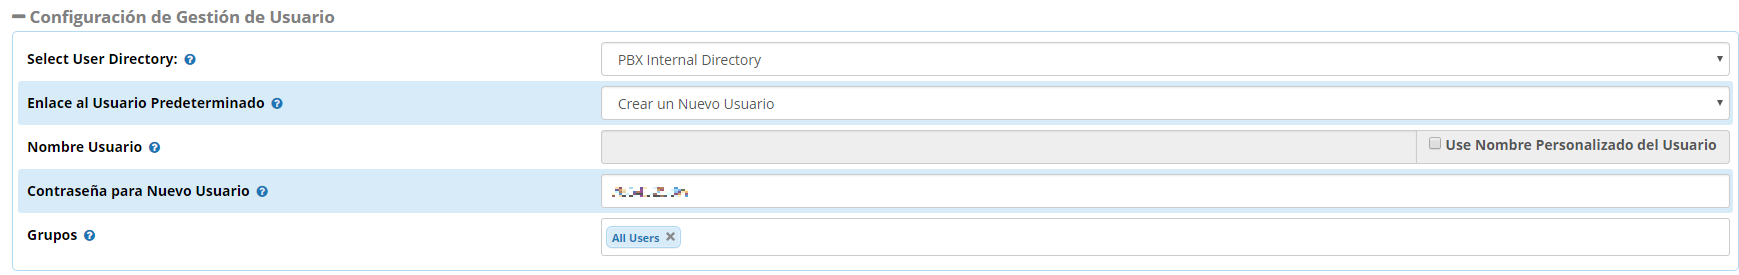 Configuración de Gestión de Usuario
Select User Directory:
PBX Internal Directory
Enlace al Usuario Predeterminado
Crear un Nuevo Usuario
Nombre Usuario
Use Nombre Personalizado del Usuario
Contraseña para Nuevo Usuario
Grupos
All Users